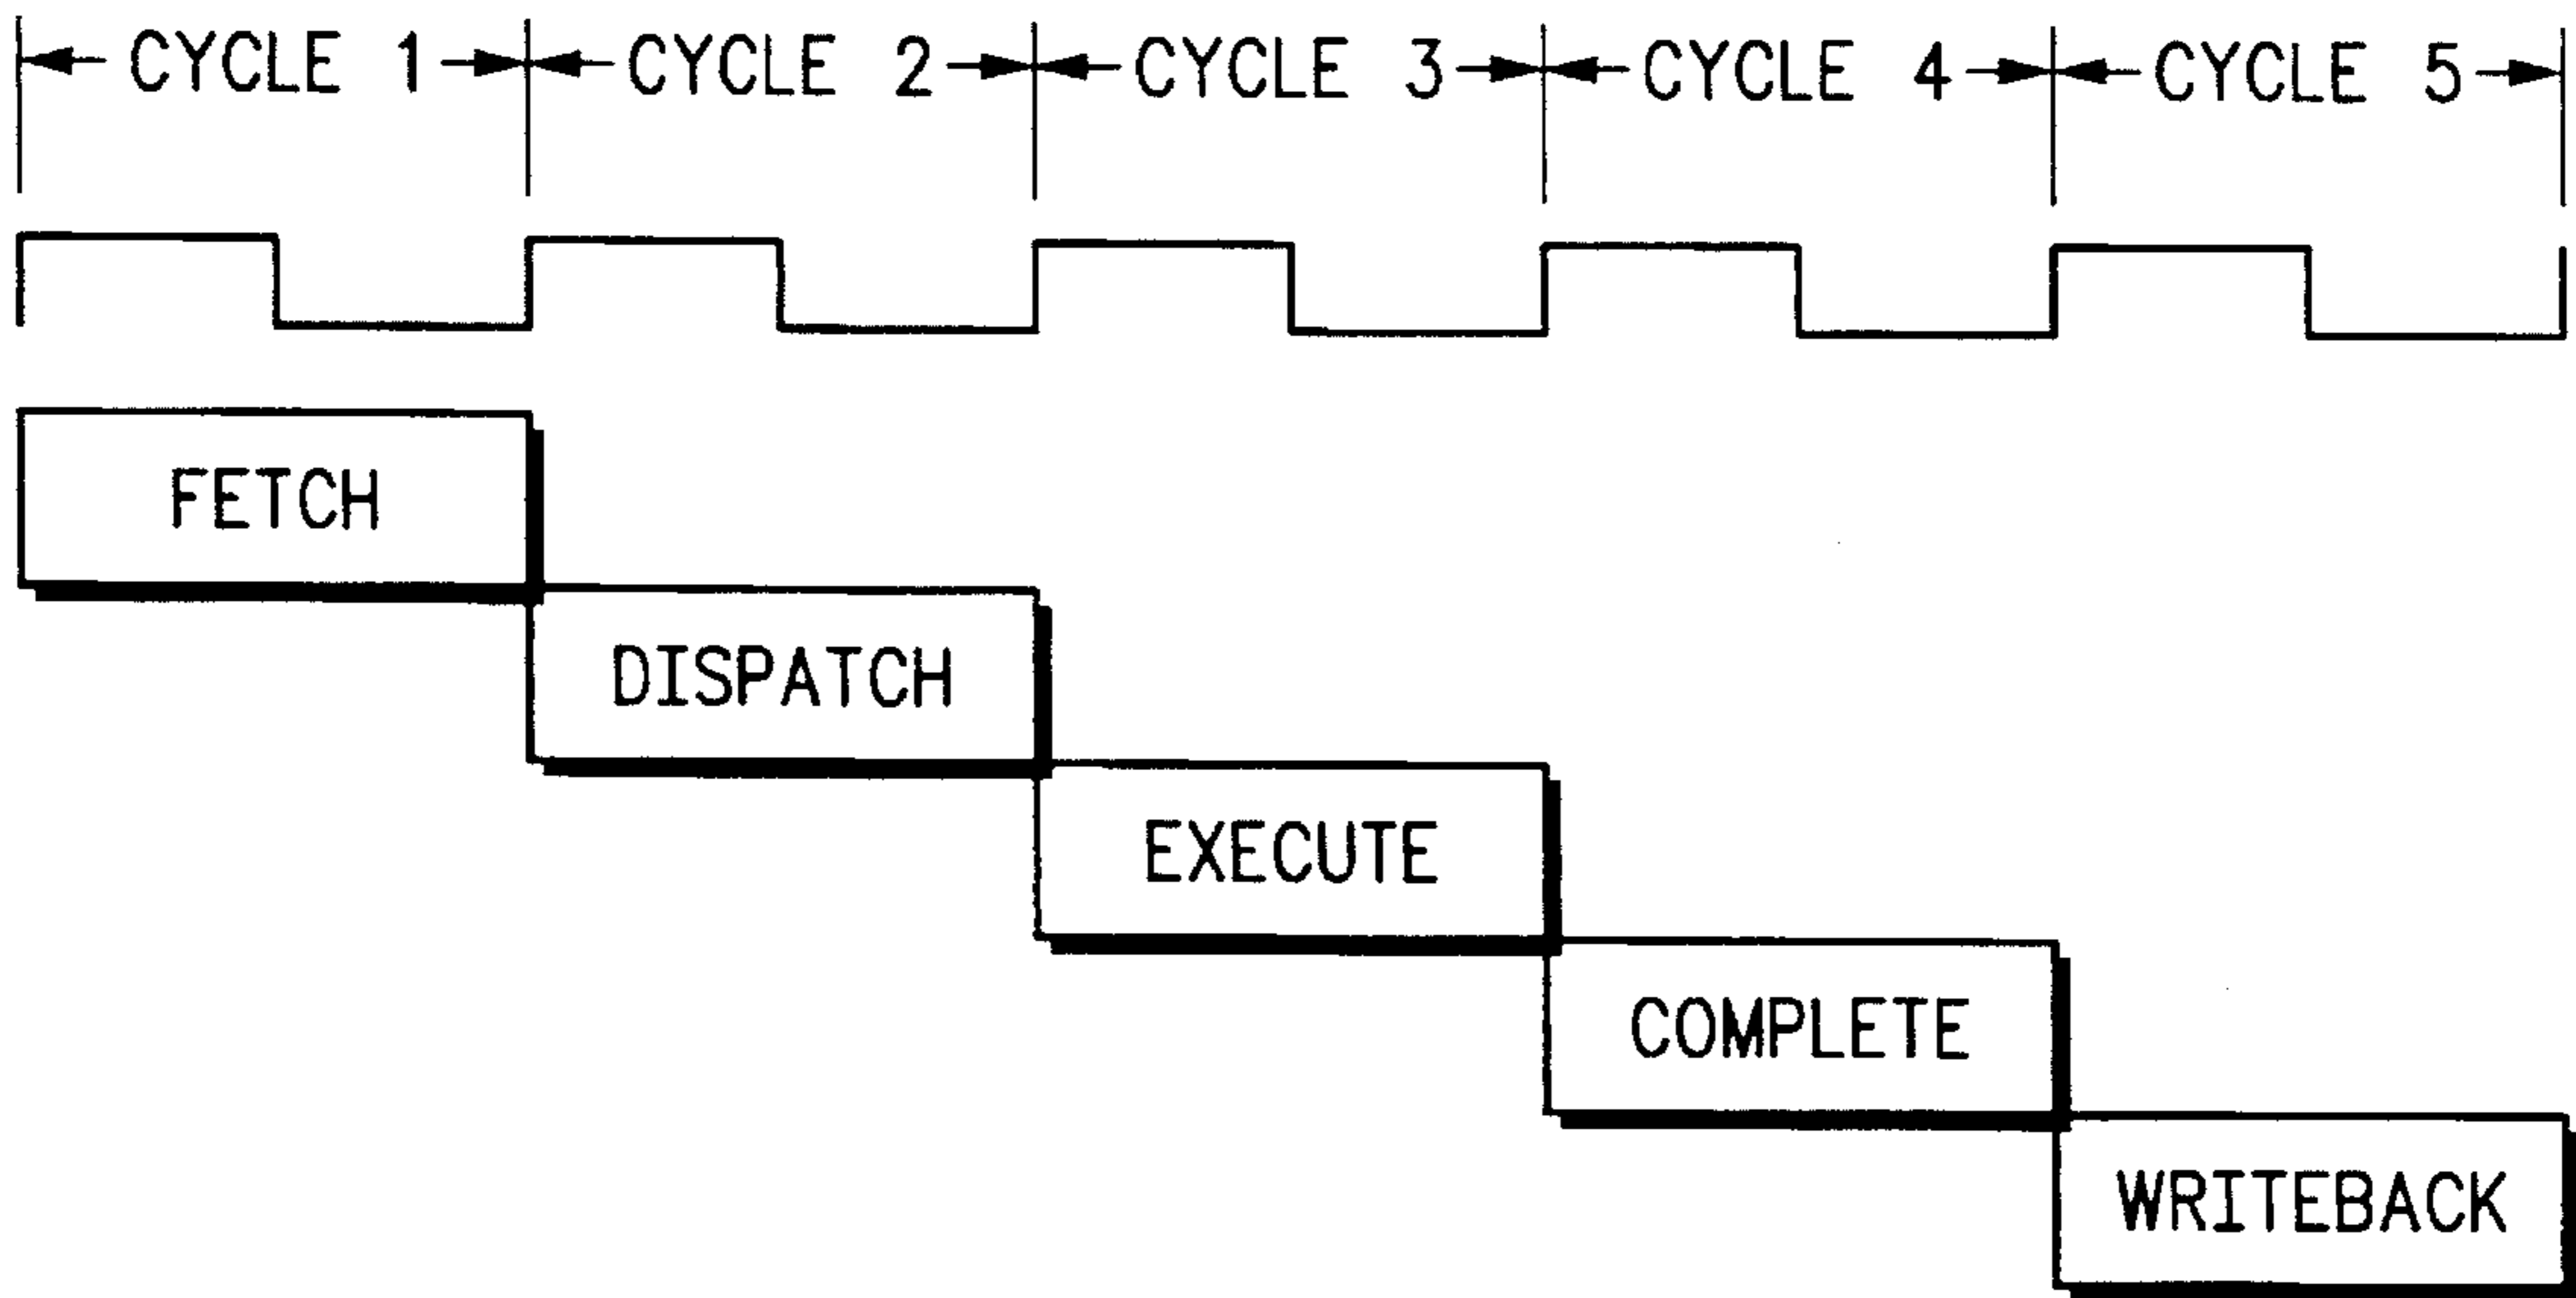 CYCLE 1 CYCLE 2 CYCLE 3 CYCLE 4 CYCLE 5
FETCH
DISPATCH
EXECUTE
COMPLETE
WRITEBACK